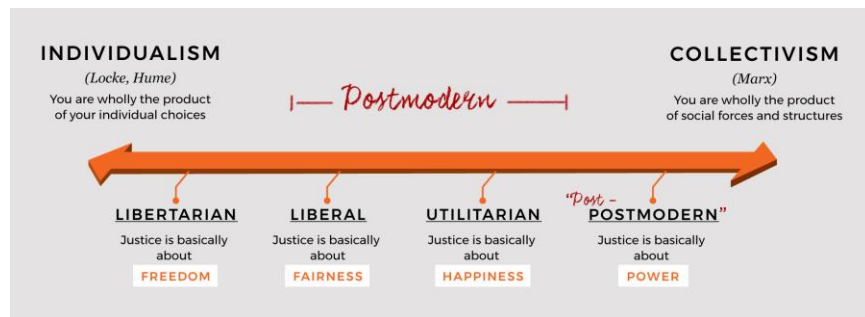 INDIVIDUALISM
(Locke, Hume)
You are wholly the product
of your individual choices
Postmodern
COLLECTIVISM
(Marx)
You are wholly the product
of social forces and structures
LIBERTARIAN
Justice is basically
about
FREEDOM
LIBERAL
Justice is basically
about
FAIRNESS
UTILITARIAN
Justice is basically
about
HAPPINESS
"Post -
POSTMODERN"
Justice is basically
about
POWER